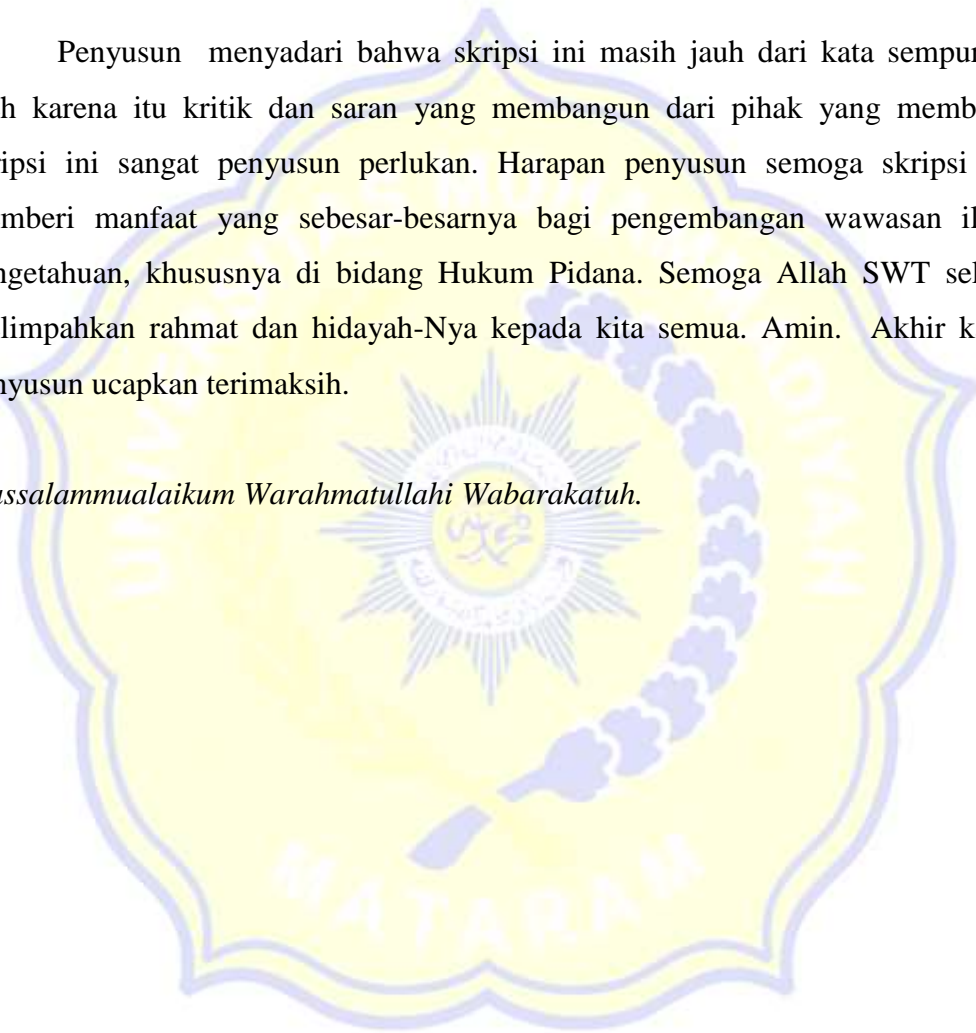 Penyusun menyadari bahwa skripsi ini masih jauh dari kata sempur
h karena itu kritik dan saran yang membangun dari pihak yang memb
ripsi ini sangat penyusun perlukan. Harapan penyusun semoga skripsi
mberi manfaat yang sebesar-besarnya bagi pengembangan wawasan il
ngetahuan, khususnya di bidang Hukum Pidana. Semoga Allah SWT sel
limpahkan rahmat dan hidayah-Nya kepada kita semua. Amin. Akhir k
nyusun ucapkan terimaksih.
assalammualaikum Warahmatullahi Wabarakatuh.
UNIVERSITAS MUHAMMADIYAH
MATARAM